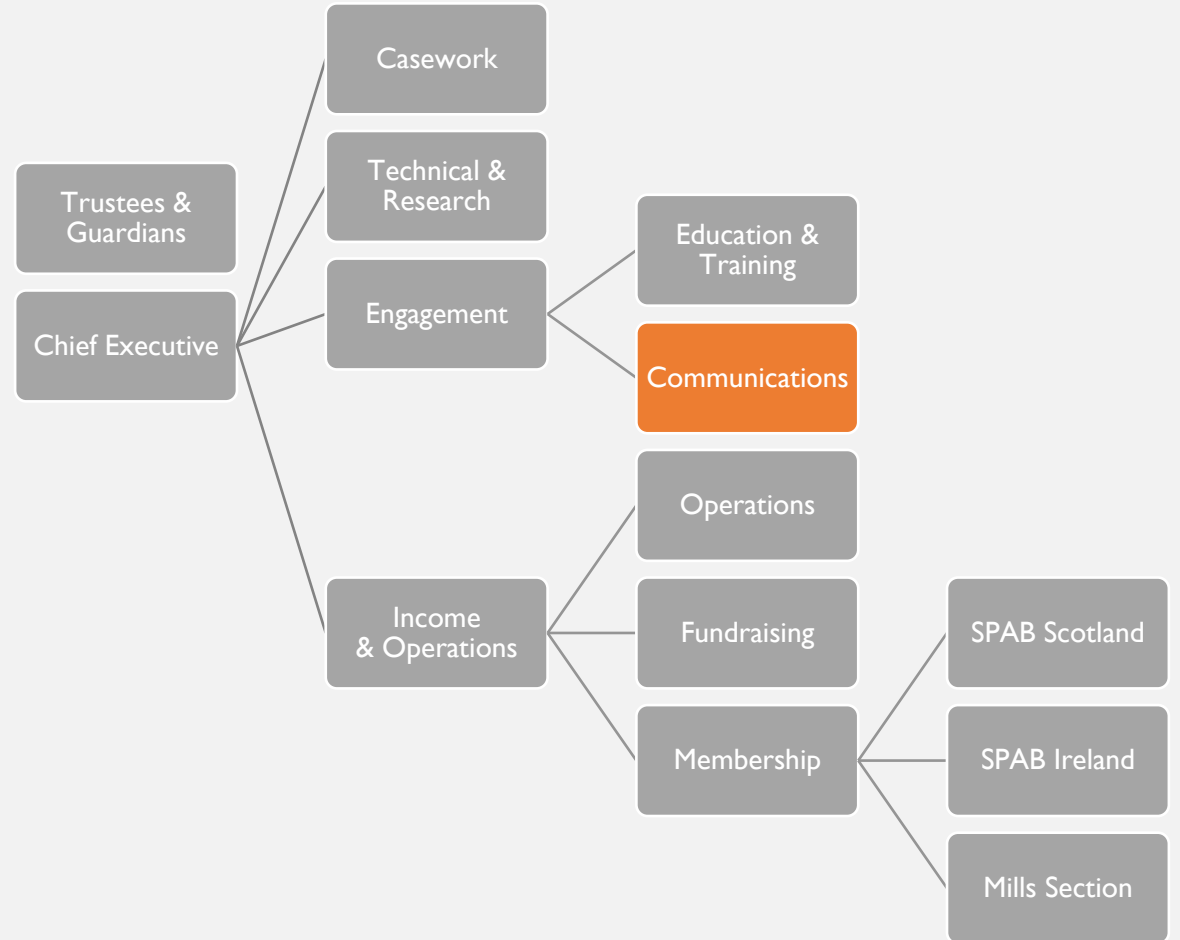 Trustees &
Guardians
Chief Executive
Casework
Technical &
Research
Engagement
Education &
Training
Communications
Income
& Operations
Operations
Fundraising
Membership
SPAB Scotland
SPAB Ireland
Mills Section